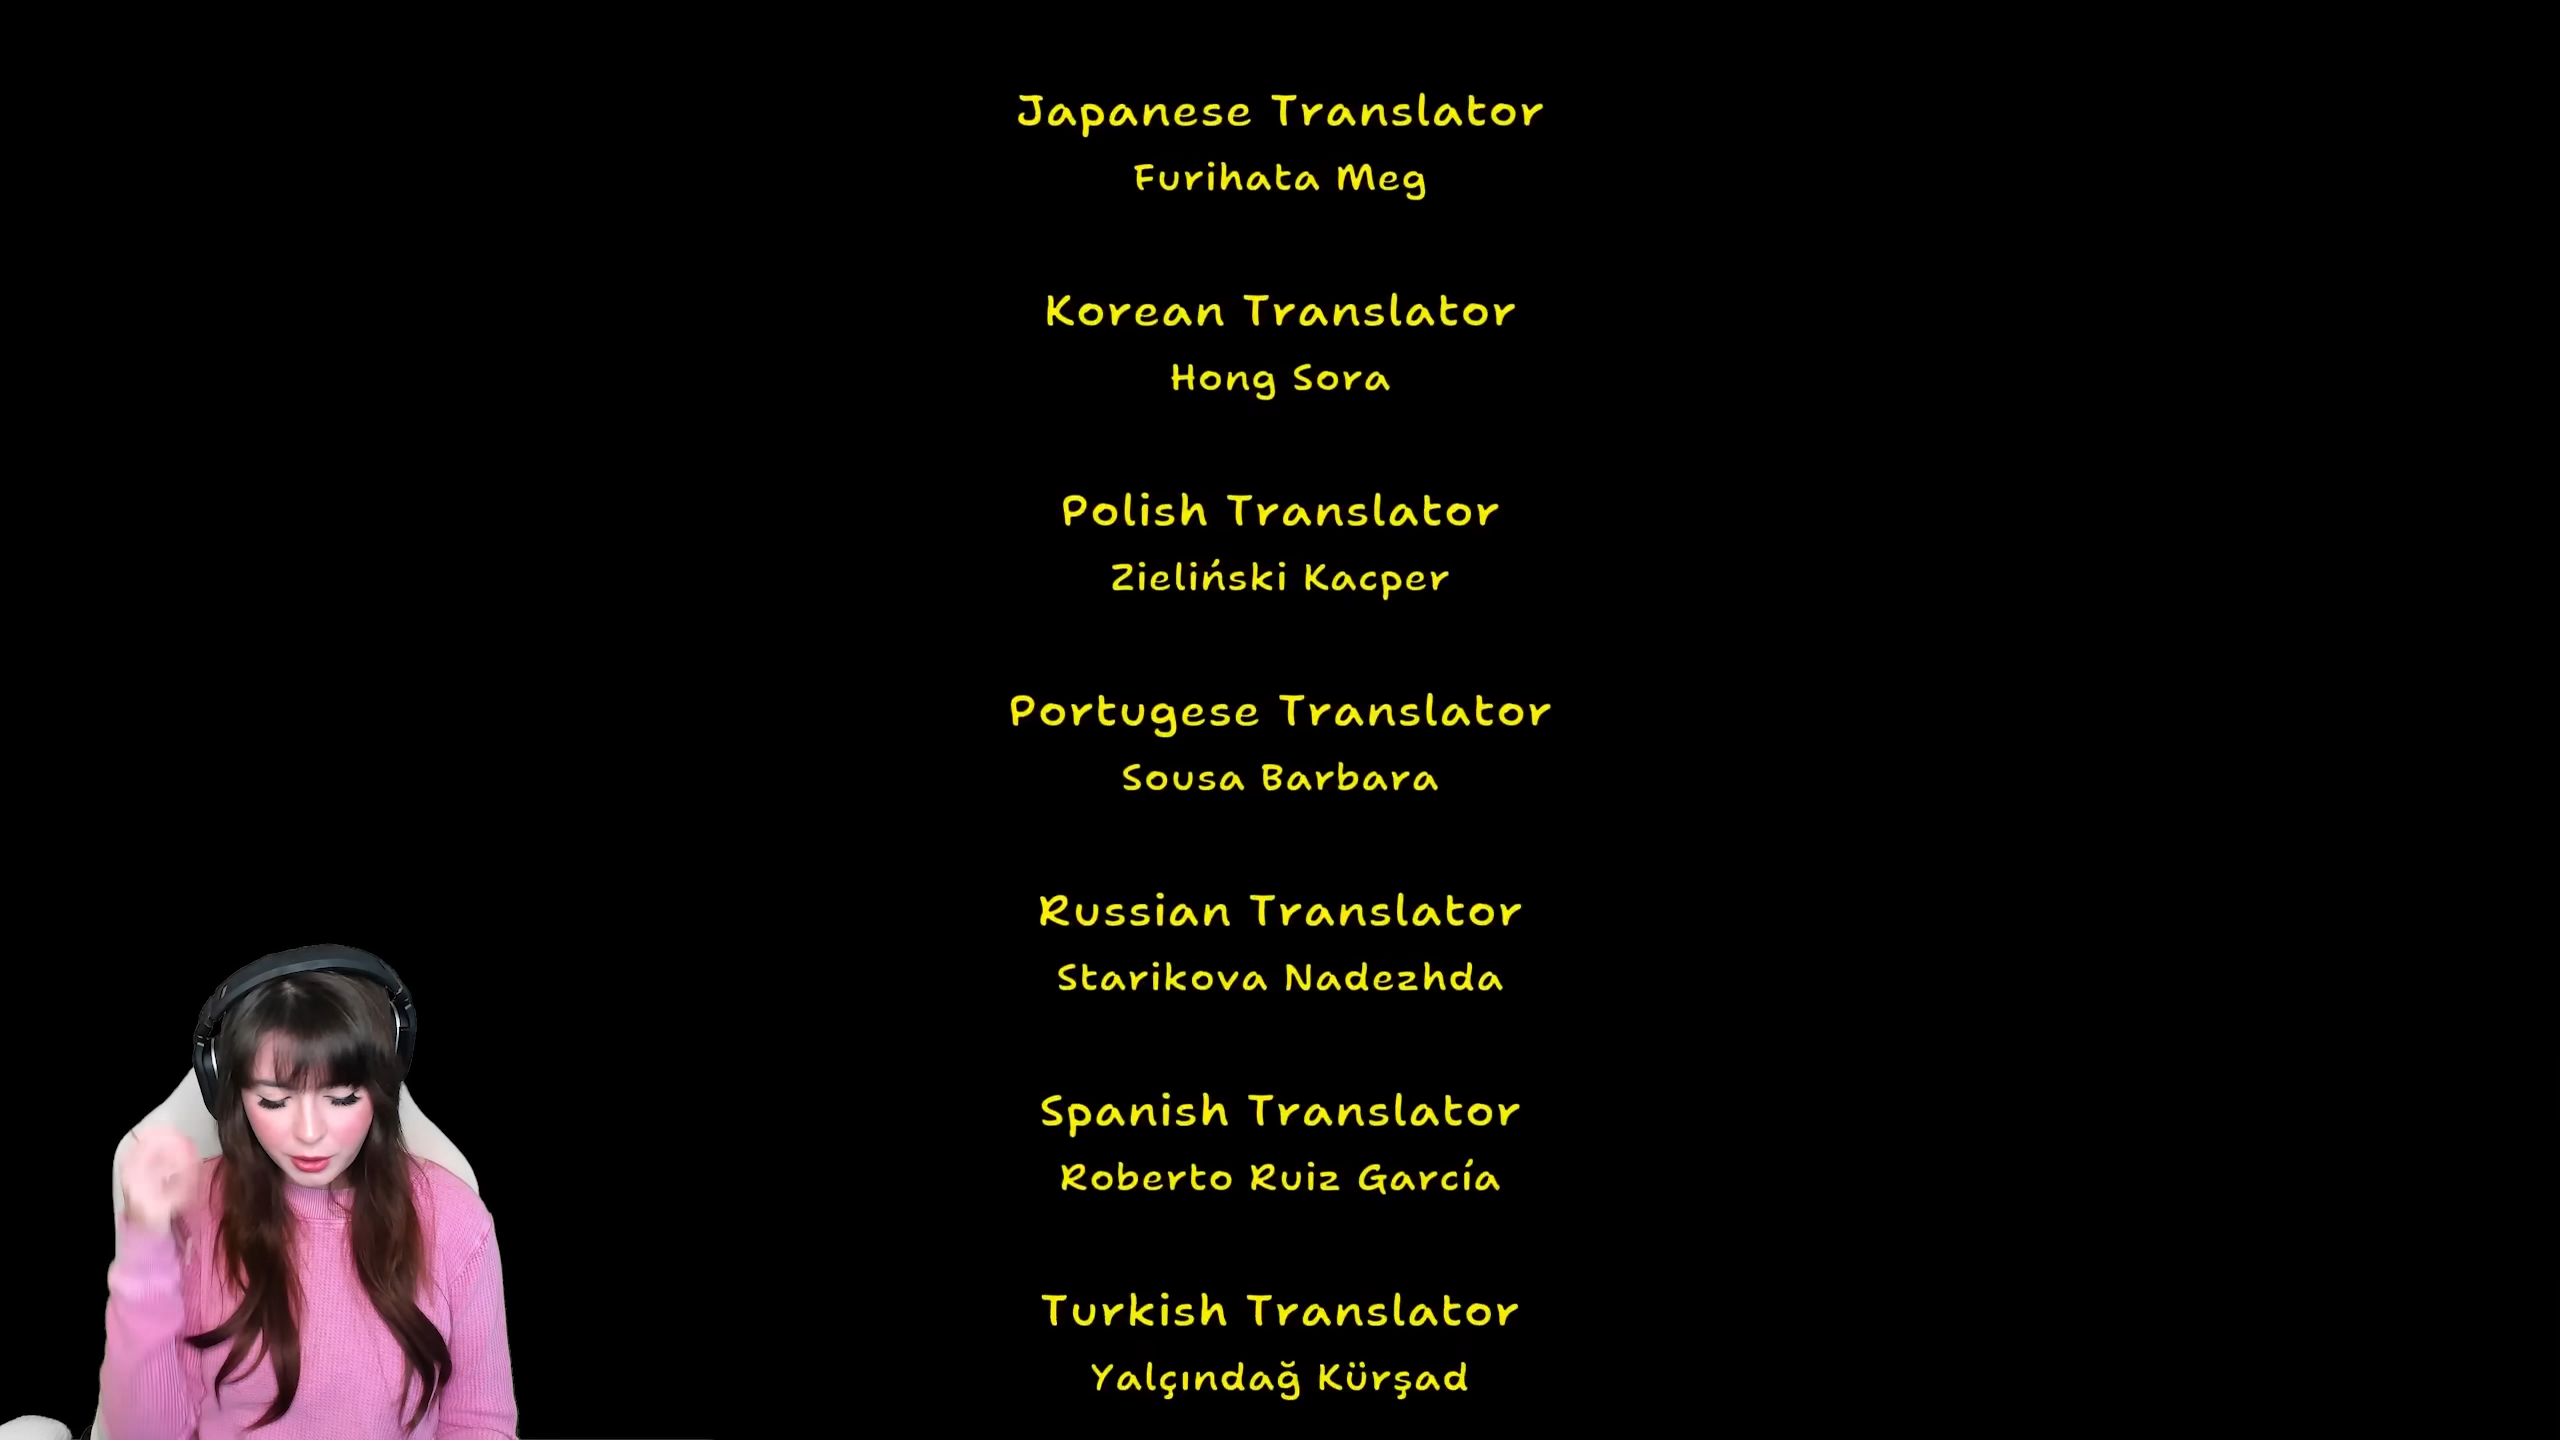 Japanese Translator
Furihata Meg
Korean Translator
Hong Sora
Polish Translator
Zieliński Kacper
Portugese Translator
Sousa Barbara
Russian Translator
Starikova Nadezhda
Spanish Translator
Roberto Ruiz García
Turkish Translator
Yalçındağ Kürşad